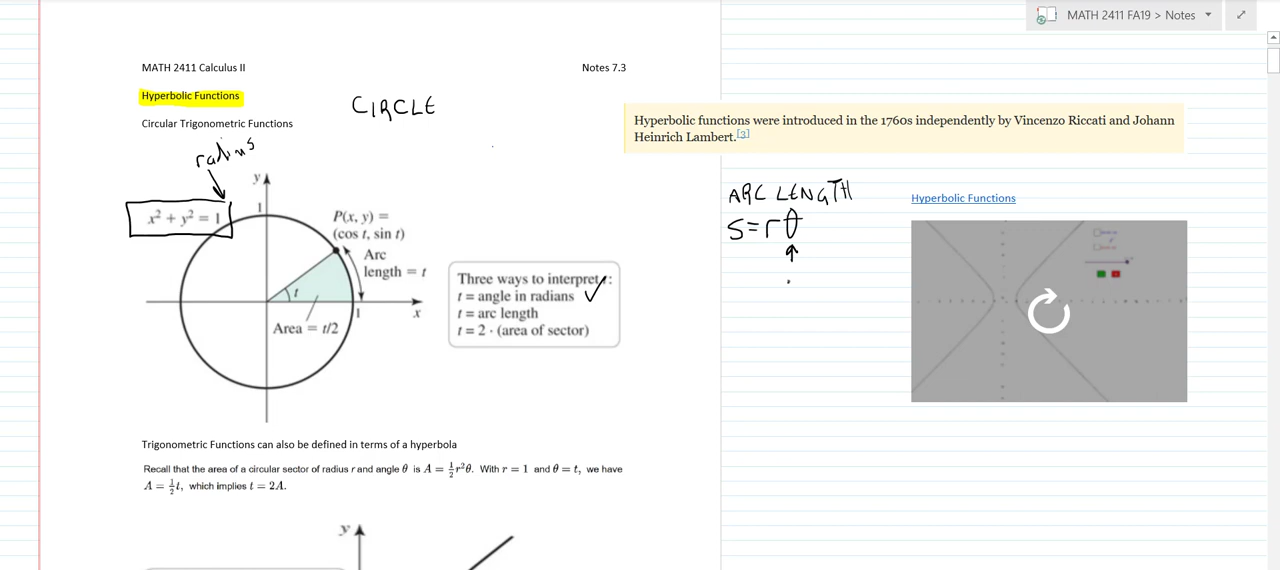 MATH 2411 FA19 > Notes
MATH 2411 Calculus II
Notes 7.3
Hyperbolic Functions
CIRCLE
Circular Trigonometric Functions
Hyperbolic functions were introduced in the 1760s independently by Vincenzo Riccati and Johann
Heinrich Lambert.[3]
radius
y
x² + y² = 1
1
P(x, y) =
(cos t, sin t)
Arc
length = t
t
1
x
Area = t/2
Three ways to interpret t:
t = angle in radians ✓
t = arc length
t = 2 · (area of sector)
ARC LENGTH
S = rθ
Hyperbolic Functions
Trigonometric Functions can also be defined in terms of a hyperbola
Recall that the area of a circular sector of radius r and angle θ is A = ½r²θ. With r = 1 and θ = t, we have
A = ½t, which implies t = 2A.
y